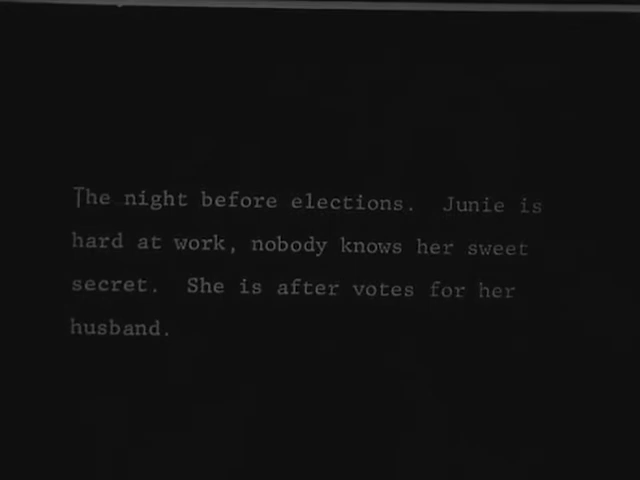 The night before elections.  Junie is
hard at work, nobody knows her sweet
secret.  She is after votes for her
husband.